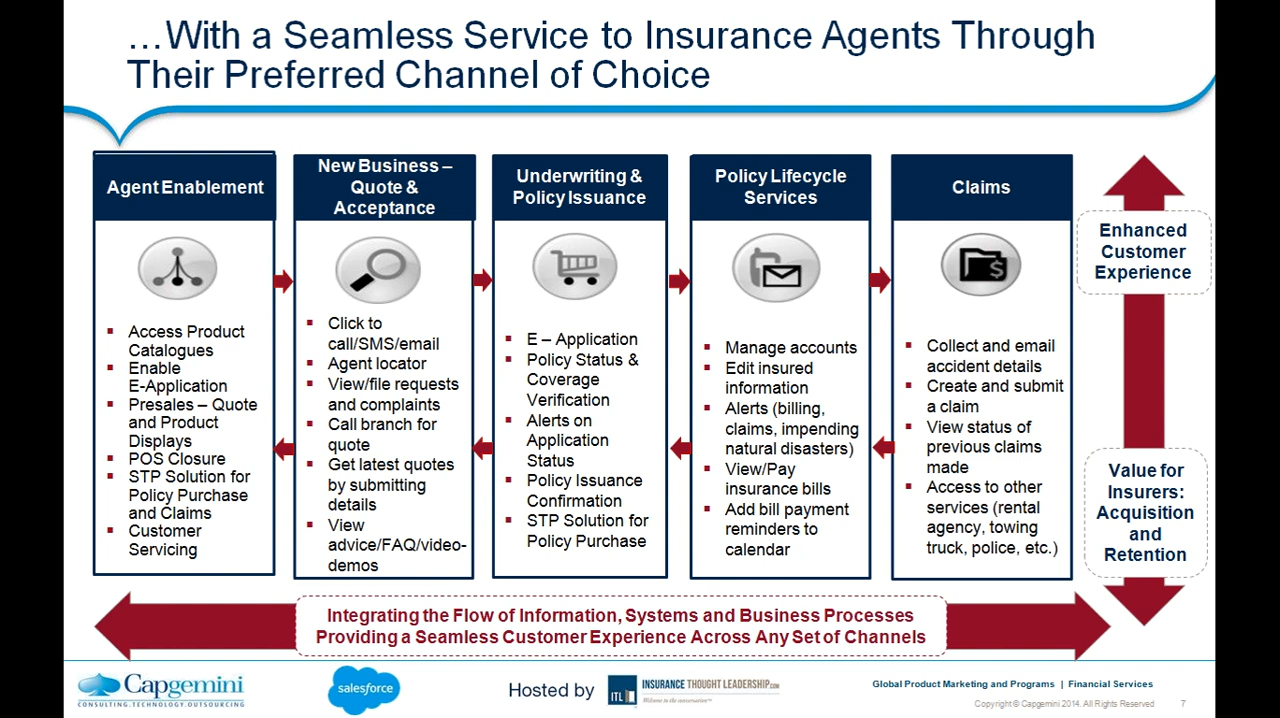 ...With a Seamless Service to Insurance Agents Through
Their Preferred Channel of Choice
Agent Enablement
Access Product
Catalogues
Enable
E-Application
Presales – Quote
and Product
Displays
POS Closure
STP Solution for
Policy Purchase
and Claims
Customer
Servicing
New Business –
Quote &
Acceptance
Click to
call/SMS/email
Agent locator
View/file requests
and complaints
Call branch for
quote
Get latest quotes
by submitting
details
View
advice/FAQ/video-
demos
Underwriting &
Policy Issuance
E – Application
Policy Status &
Coverage
Verification
Alerts on
Application
Status
Policy Issuance
Confirmation
STP Solution for
Policy Purchase
Policy Lifecycle
Services
Manage accounts
Edit insured
information
Alerts (billing,
claims, impending
natural disasters)
View/Pay
insurance bills
Add bill payment
reminders to
calendar
Claims
$
Collect and email
accident details
Create and submit
a claim
View status of
previous claims
made
Access to other
services (rental
agency, towing
truck, police, etc.)
Enhanced
Customer
Experience
Value for
Insurers:
Acquisition
and
Retention
Integrating the Flow of Information, Systems and Business Processes
Providing a Seamless Customer Experience Across Any Set of Channels
Capgemini
CONSULTING.TECHNOLOGY.OUTSOURCING
salesforce
Hosted by
ITL
INSURANCE THOUGHT LEADERSHIP.COM
Welcome to the conversation™
Global Product Marketing and Programs | Financial Services
Copyright © Capgemini 2014. All Rights Reserved
7